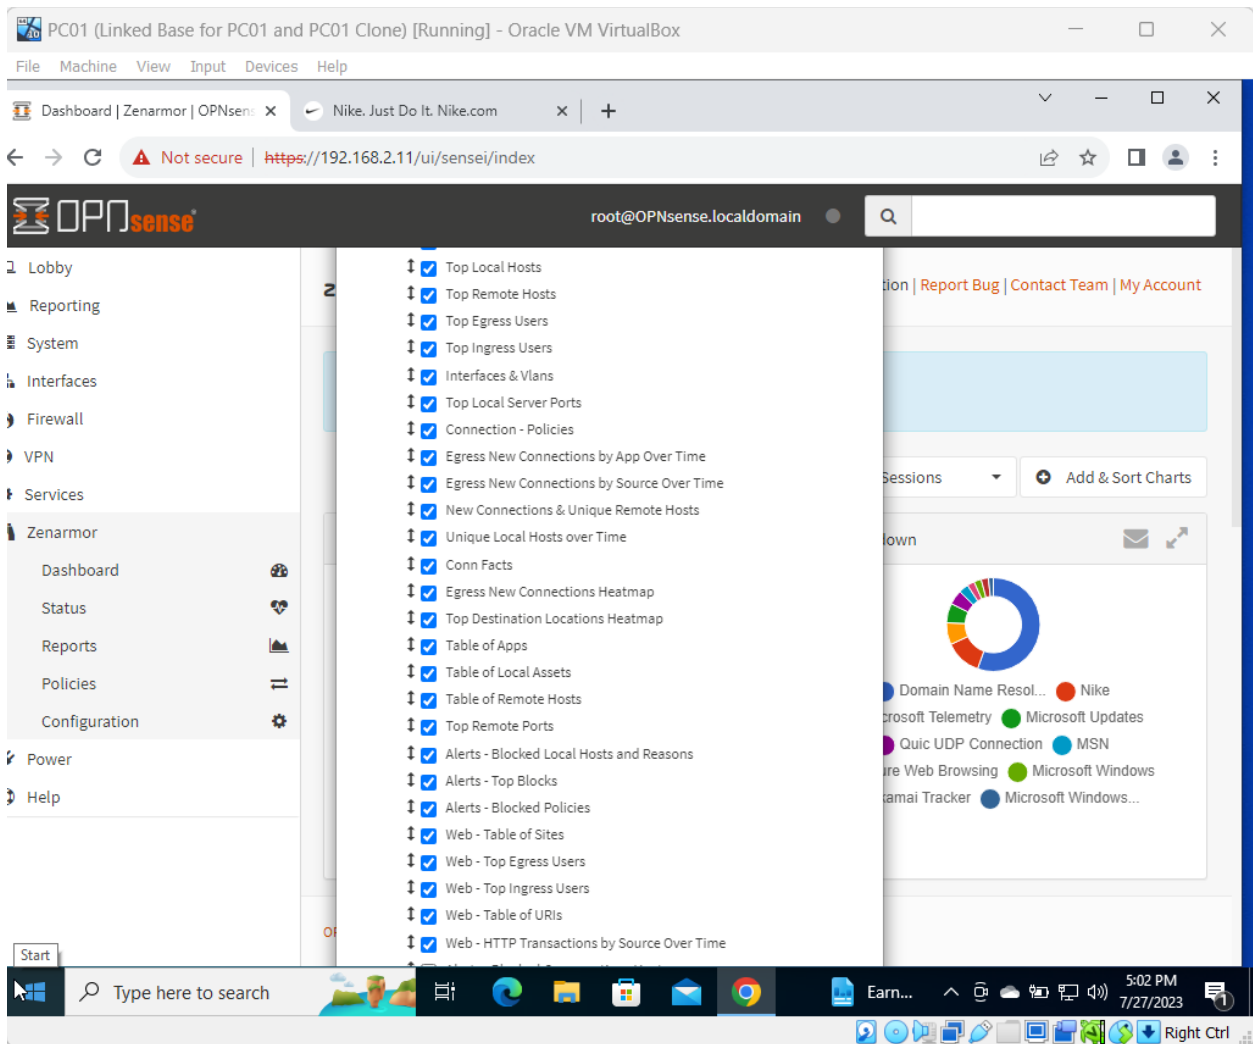 PC01 (Linked Base for PC01 and PC01 Clone) [Running] - Oracle VM VirtualBox
File Machine View Input Devices Help
Dashboard | Zenarmor | OPNsens
Nike. Just Do It. Nike.com
Not secure | https://192.168.2.11/ui/sensei/index
OPNsense
root@OPNsense.localdomain
Lobby
Reporting
System
Interfaces
Firewall
VPN
Services
Zenarmor
Dashboard
Status
Reports
Policies
Configuration
Power
Help
Top Local Hosts
Top Remote Hosts
Top Egress Users
Top Ingress Users
Interfaces & Vlans
Top Local Server Ports
Connection - Policies
Egress New Connections by App Over Time
Egress New Connections by Source Over Time
New Connections & Unique Remote Hosts
Unique Local Hosts over Time
Conn Facts
Egress New Connections Heatmap
Top Destination Locations Heatmap
Table of Apps
Table of Local Assets
Table of Remote Hosts
Top Remote Ports
Alerts - Blocked Local Hosts and Reasons
Alerts - Top Blocks
Alerts - Blocked Policies
Web - Table of Sites
Web - Top Egress Users
Web - Top Ingress Users
Web - Table of URIs
Web - HTTP Transactions by Source Over Time
tion | Report Bug | Contact Team | My Account
Sessions
Add & Sort Charts
down
Domain Name Resol... Nike
crosoft Telemetry Microsoft Updates
Quic UDP Connection MSN
ure Web Browsing Microsoft Windows
kamai Tracker Microsoft Windows...
Start
Type here to search
Earn...
5:02 PM
7/27/2023
1
Right Ctrl